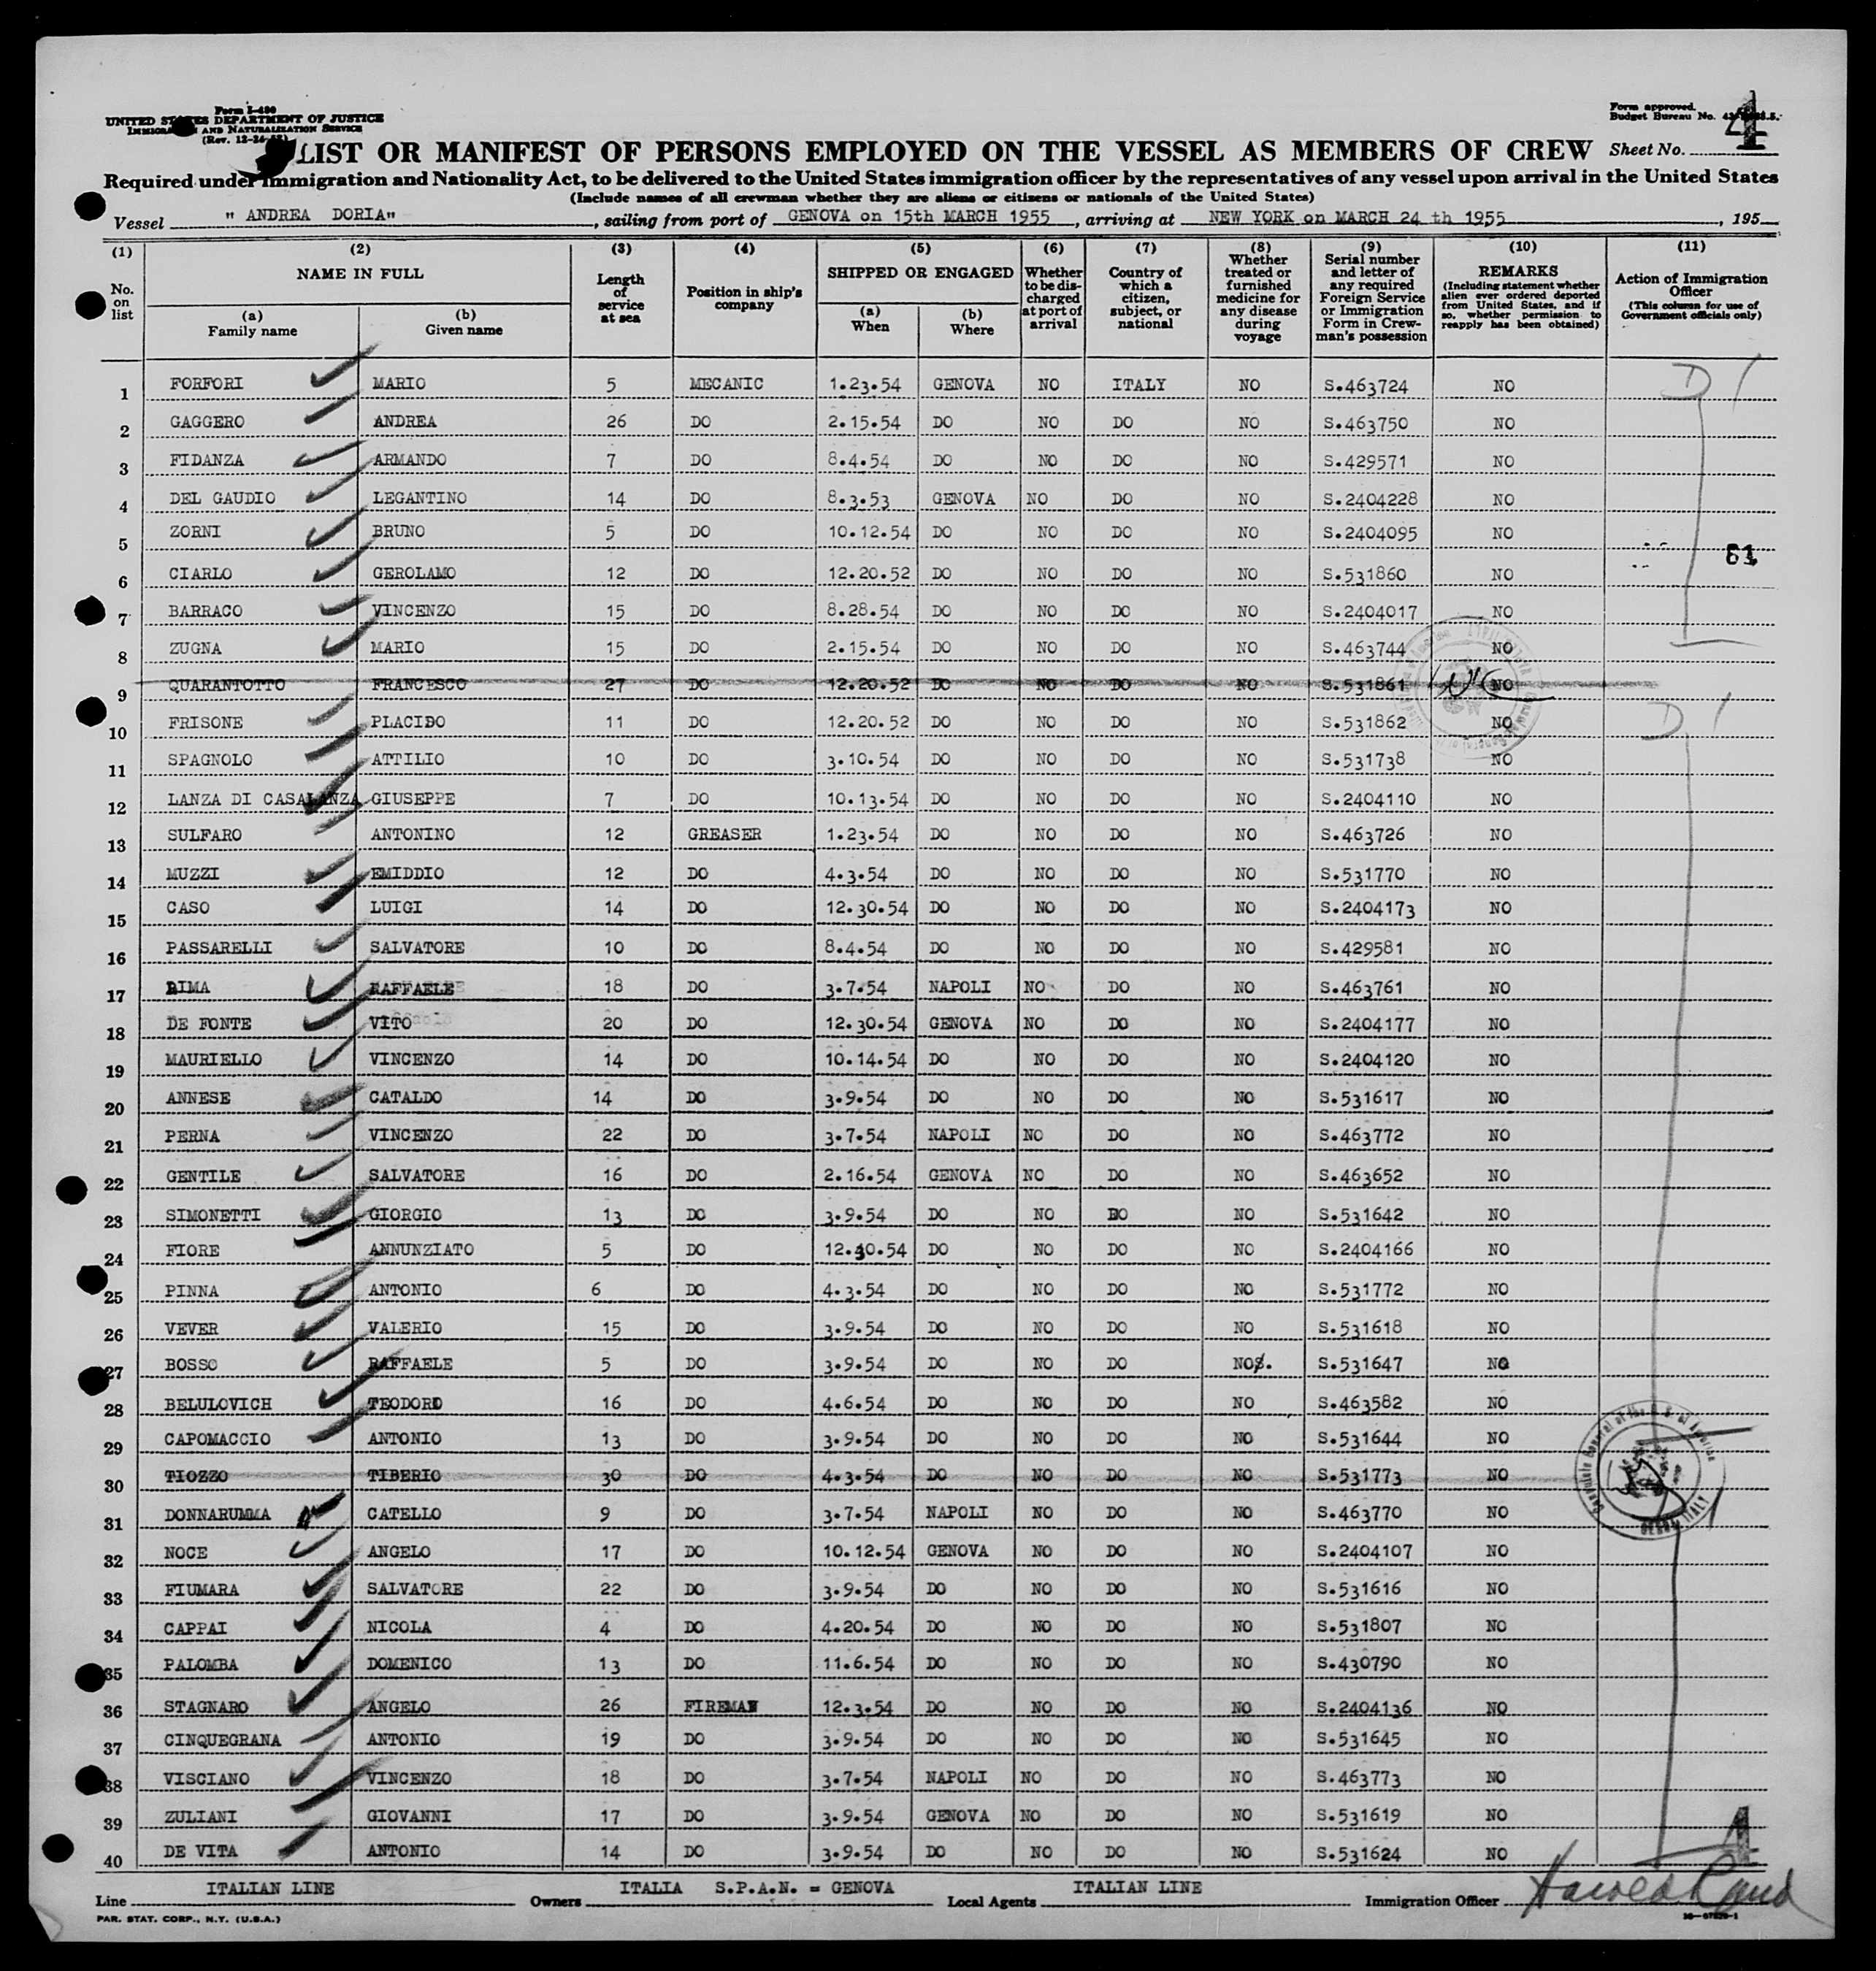 Form I-480
UNITED STATES DEPARTMENT OF JUSTICE
IMMIGRATION AND NATURALIZATION SERVICE
(Rev. 12-24-52)
Form approved.
Budget Bureau No.
LIST OR MANIFEST OF PERSONS EMPLOYED ON THE VESSEL AS MEMBERS OF CREW Sheet No. 4
Required under Immigration and Nationality Act, to be delivered to the United States immigration officer by the representatives of any vessel upon arrival in the United States
(Include names of all crewman whether they are aliens or citizens or nationals of the United States)
Vessel " ANDREA DORIA" , sailing from port of GENOVA on 15th MARCH 1955 , arriving at NEW YORK on MARCH 24 th 1955 , 195
(1) No. on list
(2) NAME IN FULL (a) Family name (b) Given name
(3) Length of service at sea
(4) Position in ship's company
(5) SHIPPED OR ENGAGED (a) When (b) Where
(6) Whether to be discharged at port of arrival
(7) Country of which a citizen, subject, or national
(8) Whether treated or furnished medicine for any disease during voyage
(9) Serial number and letter of any required Foreign Service or Immigration Form in Crewman's possession
(10) REMARKS (Including statement whether alien ever ordered deported from United States, and if so, whether permission to reapply has been obtained)
(11) Action of Immigration Officer (This column for use of Government officials only)
1 FORFORI MARIO 5 MECANIC 1.23.54 GENOVA NO ITALY NO S.463724 NO D 1
2 GAGGERO ANDREA 26 DO 2.15.54 DO NO DO NO S.463750 NO
3 FIDANZA ARMANDO 7 DO 8.4.54 DO NO DO NO S.429571 NO
4 DEL GAUDIO LEGANTINO 14 DO 8.3.53 GENOVA NO DO NO S.2404228 NO
5 ZORNI BRUNO 5 DO 10.12.54 DO NO DO NO S.2404095 NO
81
6 CIARLO GEROLAMO 12 DO 12.20.52 DO NO DO NO S.531860 NO
7 BARRACO VINCENZO 15 DO 8.28.54 DO NO DO NO S.2404017 NO
8 ZUGNA MARIO 15 DO 2.15.54 DO NO DO NO S.463744 NO
9 QUARANTOTTO FRANCESCO 27 DO 12.20.52 DO NO DO NO S.531861 NO
10 FRISONE PLACIDO 11 DO 12.20.52 DO NO DO NO S.531862 NO D 1
11 SPAGNOLO ATTILIO 10 DO 3.10.54 DO NO DO NO S.531738 NO
12 LANZA DI CASALANZA GIUSEPPE 7 DO 10.13.54 DO NO DO NO S.2404110 NO
13 SULFARO ANTONINO 12 GREASER 1.23.54 DO NO DO NO S.463726 NO
14 MUZZI EMIDDIO 12 DO 4.3.54 DO NO DO NO S.531770 NO
15 CASO LUIGI 14 DO 12.30.54 DO NO DO NO S.2404173 NO
16 PASSARELLI SALVATORE 10 DO 8.4.54 DO NO DO NO S.429581 NO
17 RIMA RAFFAELE 18 DO 3.7.54 NAPOLI NO DO NO S.463761 NO
18 DE FONTE VITO 20 DO 12.30.54 GENOVA NO DO NO S.2404177 NO
19 MAURIELLO VINCENZO 14 DO 10.14.54 DO NO DO NO S.2404120 NO
20 ANNESE CATALDO 14 DO 3.9.54 DO NO DO NO S.531617 NO
21 PERNA VINCENZO 22 DO 3.7.54 NAPOLI NO DO NO S.463772 NO
22 GENTILE SALVATORE 16 DO 2.16.54 GENOVA NO DO NO S.463652 NO
23 SIMONETTI GIORGIO 13 DO 3.9.54 DO NO DO NO S.531642 NO
24 FIORE ANNUNZIATO 5 DO 12.30.54 DO NO DO NO S.2404166 NO
25 PINNA ANTONIO 6 DO 4.3.54 DO NO DO NO S.531772 NO
26 VEVER VALERIO 15 DO 3.9.54 DO NO DO NO S.531618 NO
27 BOSSO RAFFAELE 5 DO 3.9.54 DO NO DO NO S.531647 NO
28 BELULOVICH TEODORO 16 DO 4.6.54 DO NO DO NO S.463582 NO
29 CAPOMACCIO ANTONIO 13 DO 3.9.54 DO NO DO NO S.531644 NO
30 TIOZZO TIBERIO 30 DO 4.3.54 DO NO DO NO S.531773 NO
31 DONNARUMMA CATELLO 9 DO 3.7.54 NAPOLI NO DO NO S.463770 NO
32 NOCE ANGELO 17 DO 10.12.54 GENOVA NO DO NO S.2404107 NO
33 FIUMARA SALVATORE 22 DO 3.9.54 DO NO DO NO S.531616 NO
34 CAPPAI NICOLA 4 DO 4.20.54 DO NO DO NO S.531807 NO
35 PALOMBA DOMENICO 13 DO 11.6.54 DO NO DO NO S.430790 NO
36 STAGNARO ANGELO 26 FIREMAN 12.3.54 DO NO DO NO S.2404136 NO
37 CINQUEGRANA ANTONIO 19 DO 3.9.54 DO NO DO NO S.531645 NO
38 VISCIANO VINCENZO 18 DO 3.7.54 NAPOLI NO DO NO S.463773 NO
39 ZULIANI GIOVANNI 17 DO 3.9.54 GENOVA NO DO NO S.531619 NO
40 DE VITA ANTONIO 14 DO 3.9.54 DO NO DO NO S.531624 NO
Line ITALIAN LINE Owners ITALIA S.P.A.N. = GENOVA Local Agents ITALIAN LINE Immigration Officer
PAR. STAT. CORP., N.Y. (U.S.A.)